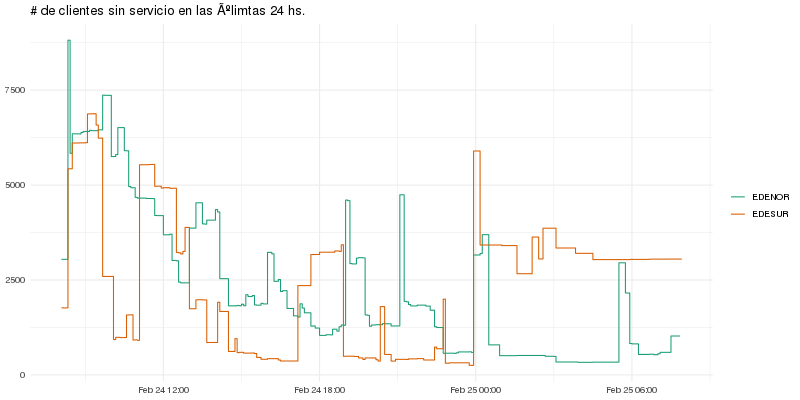 # de clientes sin servicio en las Ãºlimtas 24 hs.
7500
5000
2500
0
Feb 24 12:00
Feb 24 18:00
Feb 25 00:00
Feb 25 06:00
EDENOR
EDESUR